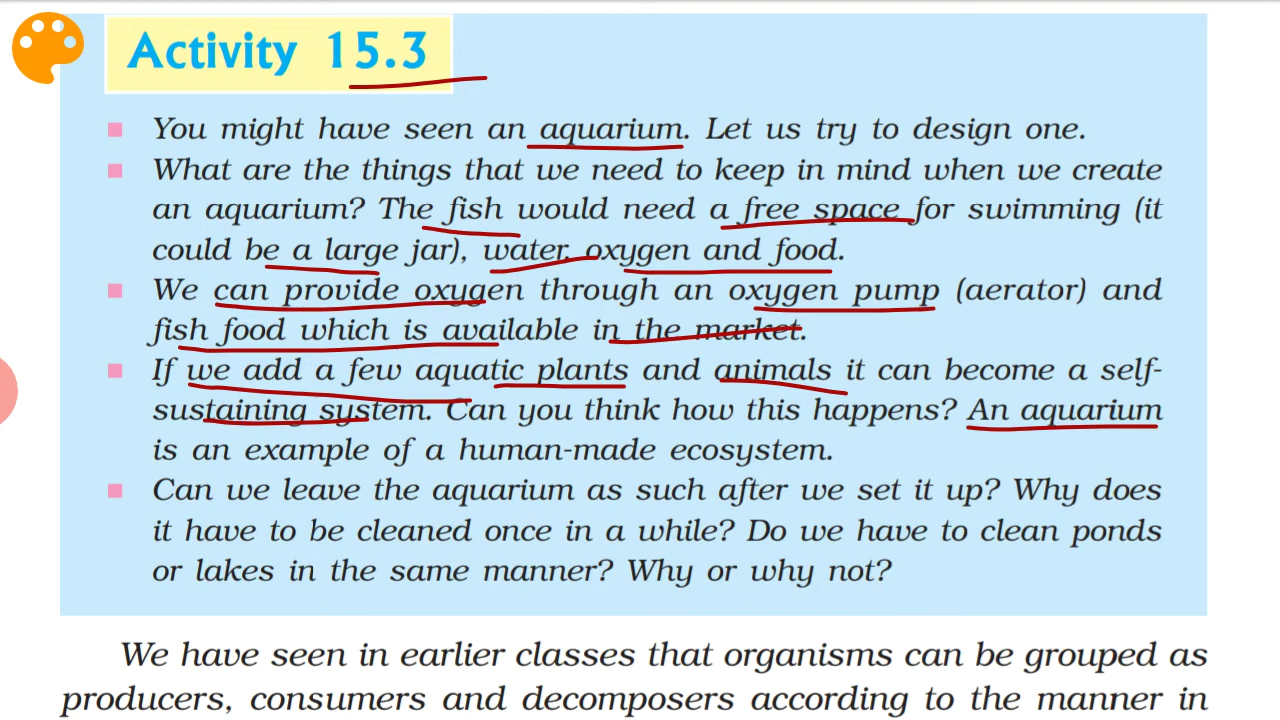 Activity 15.3
You might have seen an aquarium. Let us try to design one.
What are the things that we need to keep in mind when we create
an aquarium? The fish would need a free space for swimming (it
could be a large jar), water, oxygen and food.
We can provide oxygen through an oxygen pump (aerator) and
fish food which is available in the market.
If we add a few aquatic plants and animals it can become a self-
sustaining system. Can you think how this happens? An aquarium
is an example of a human-made ecosystem.
Can we leave the aquarium as such after we set it up? Why does
it have to be cleaned once in a while? Do we have to clean ponds
or lakes in the same manner? Why or why not?
We have seen in earlier classes that organisms can be grouped as
producers, consumers and decomposers according to the manner in